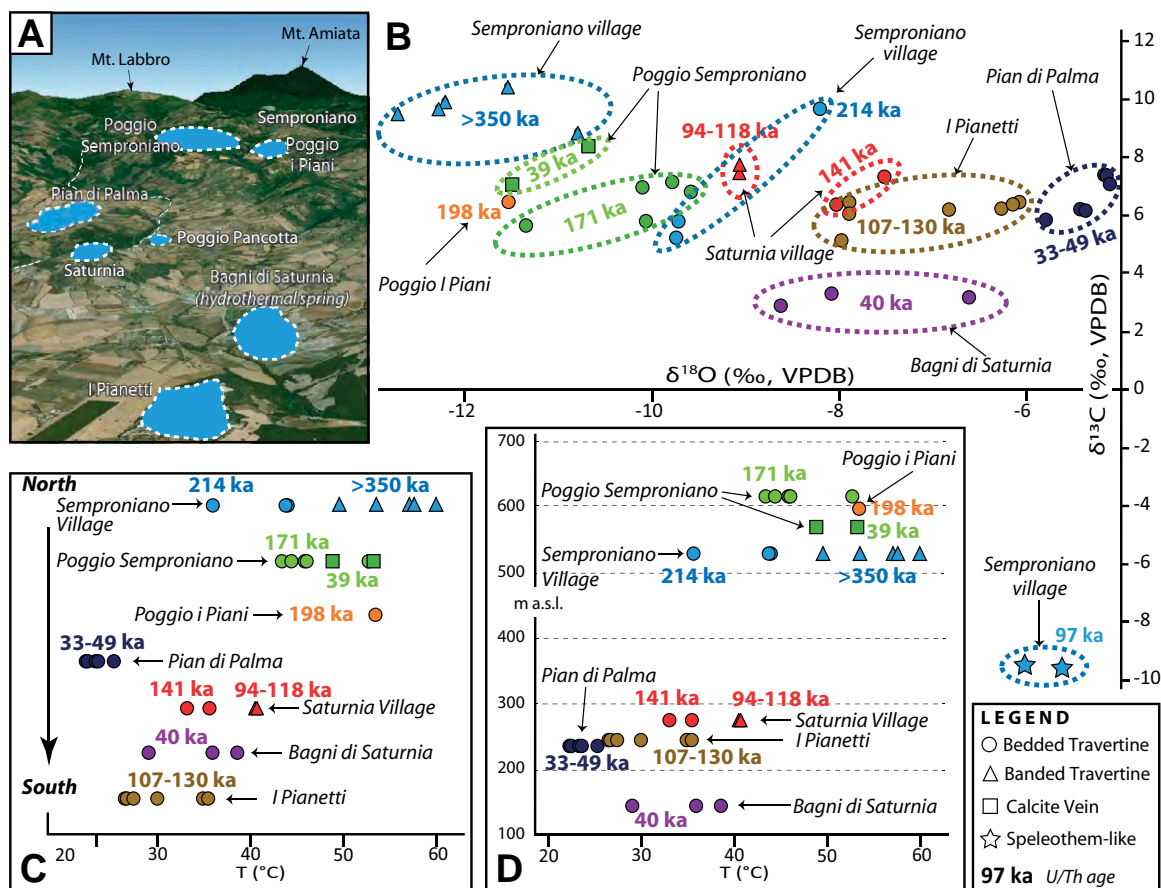 A
Mt. Amiata
Mt. Labbro
Poggio
Semproniano
Semproniano
Poggio
i Piani
Pian di Palma
Poggio Pancotta
Saturnia
Bagni di Saturnia
(hydrothermal spring)
I Pianetti
B
Semproniano village
Poggio Semproniano
Semproniano
village
Pian di Palma
I Pianetti
>350 ka
39 ka
198 ka
171 ka
94-118 ka
214 ka
141 ka
107-130 ka
33-49 ka
40 ka
Poggio I Piani
Saturnia village
Bagni di Saturnia
δ18O (‰, VPDB)
-12
-10
-8
-6
12
10
8
6
4
2
0
-2
-4
-6
-8
-10
δ13C (‰, VPDB)
Semproniano
village
97 ka
C
North
South
Semproniano
Village
214 ka
>350 ka
Poggio Semproniano
171 ka
39 ka
Poggio i Piani
198 ka
33-49 ka
Pian di Palma
141 ka
94-118 ka
Saturnia Village
40 ka
Bagni di Saturnia
107-130 ka
I Pianetti
20
30
40
50
60
T (°C)
D
700
600
500
m a.s.l.
400
300
200
100
171 ka
Poggio i Piani
Poggio Semproniano
198 ka
39 ka
Semproniano
Village
214 ka
>350 ka
Pian di Palma
141 ka
94-118 ka
Saturnia Village
I Pianetti
33-49 ka
107-130 ka
40 ka
Bagni di Saturnia
20
30
40
50
60
T (°C)
LEGEND
Bedded Travertine
Banded Travertine
Calcite Vein
Speleothem-like
97 ka U/Th age